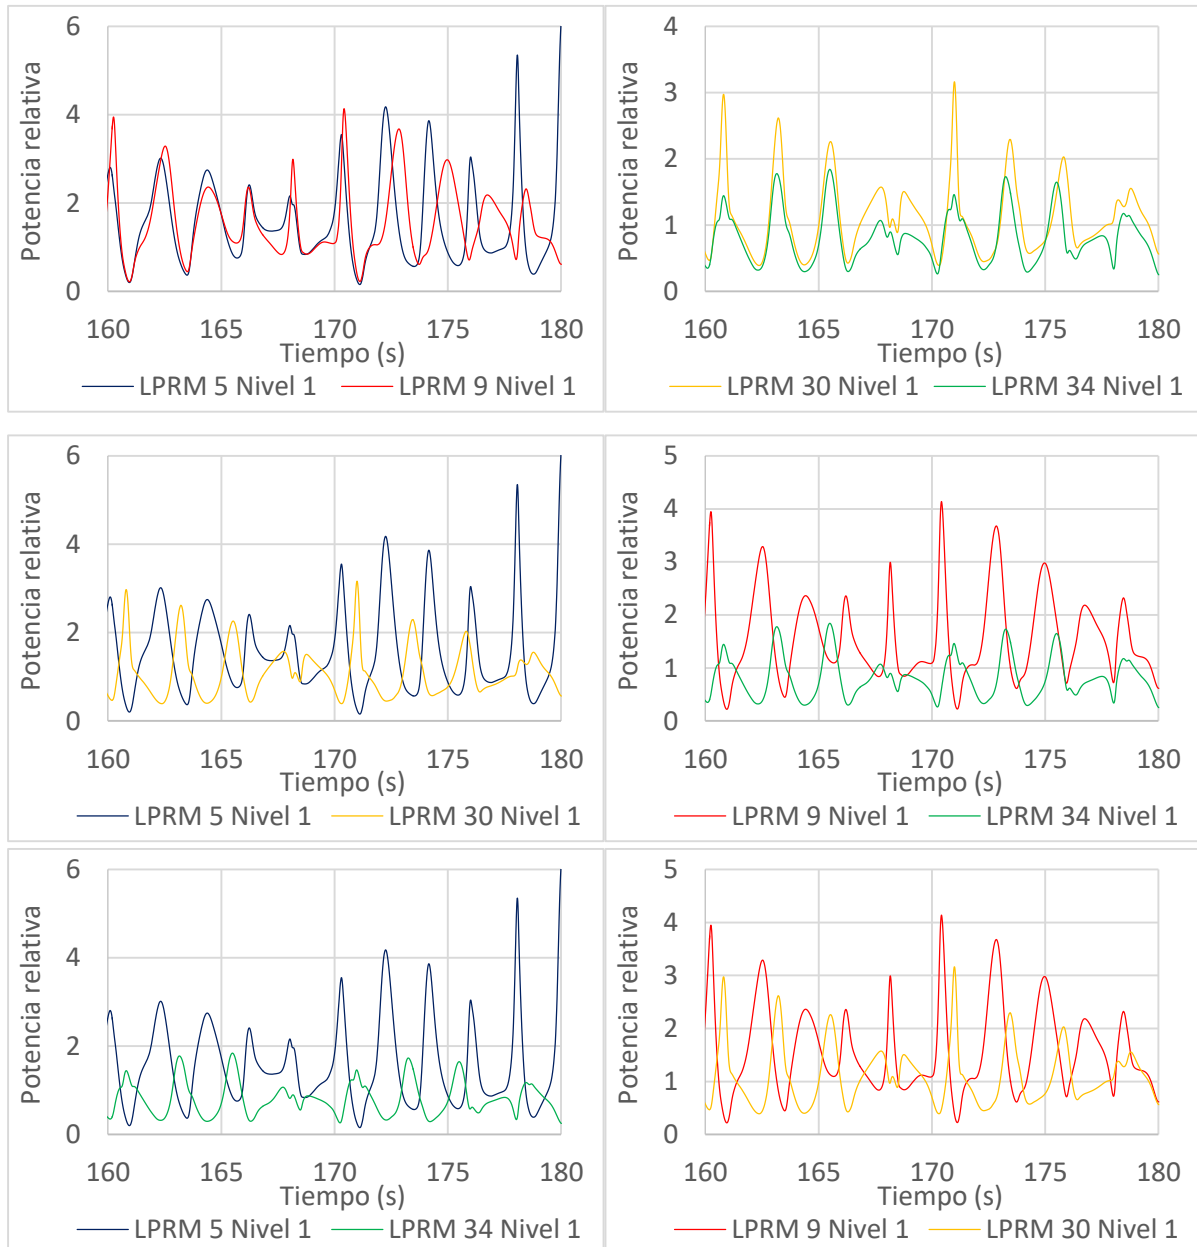 Potencia relativa
6
4
2
0
160 165 170 175 180
Tiempo (s)
LPRM 5 Nivel 1 LPRM 9 Nivel 1
Potencia relativa
4
3
2
1
0
160 165 170 175 180
Tiempo (s)
LPRM 30 Nivel 1 LPRM 34 Nivel 1
Potencia relativa
6
4
2
0
160 165 170 175 180
Tiempo (s)
LPRM 5 Nivel 1 LPRM 30 Nivel 1
Potencia relativa
5
4
3
2
1
0
160 165 170 175 180
Tiempo (s)
LPRM 9 Nivel 1 LPRM 34 Nivel 1
Potencia relativa
6
4
2
0
160 165 170 175 180
Tiempo (s)
LPRM 5 Nivel 1 LPRM 34 Nivel 1
Potencia relativa
5
4
3
2
1
0
160 165 170 175 180
Tiempo (s)
LPRM 9 Nivel 1 LPRM 30 Nivel 1